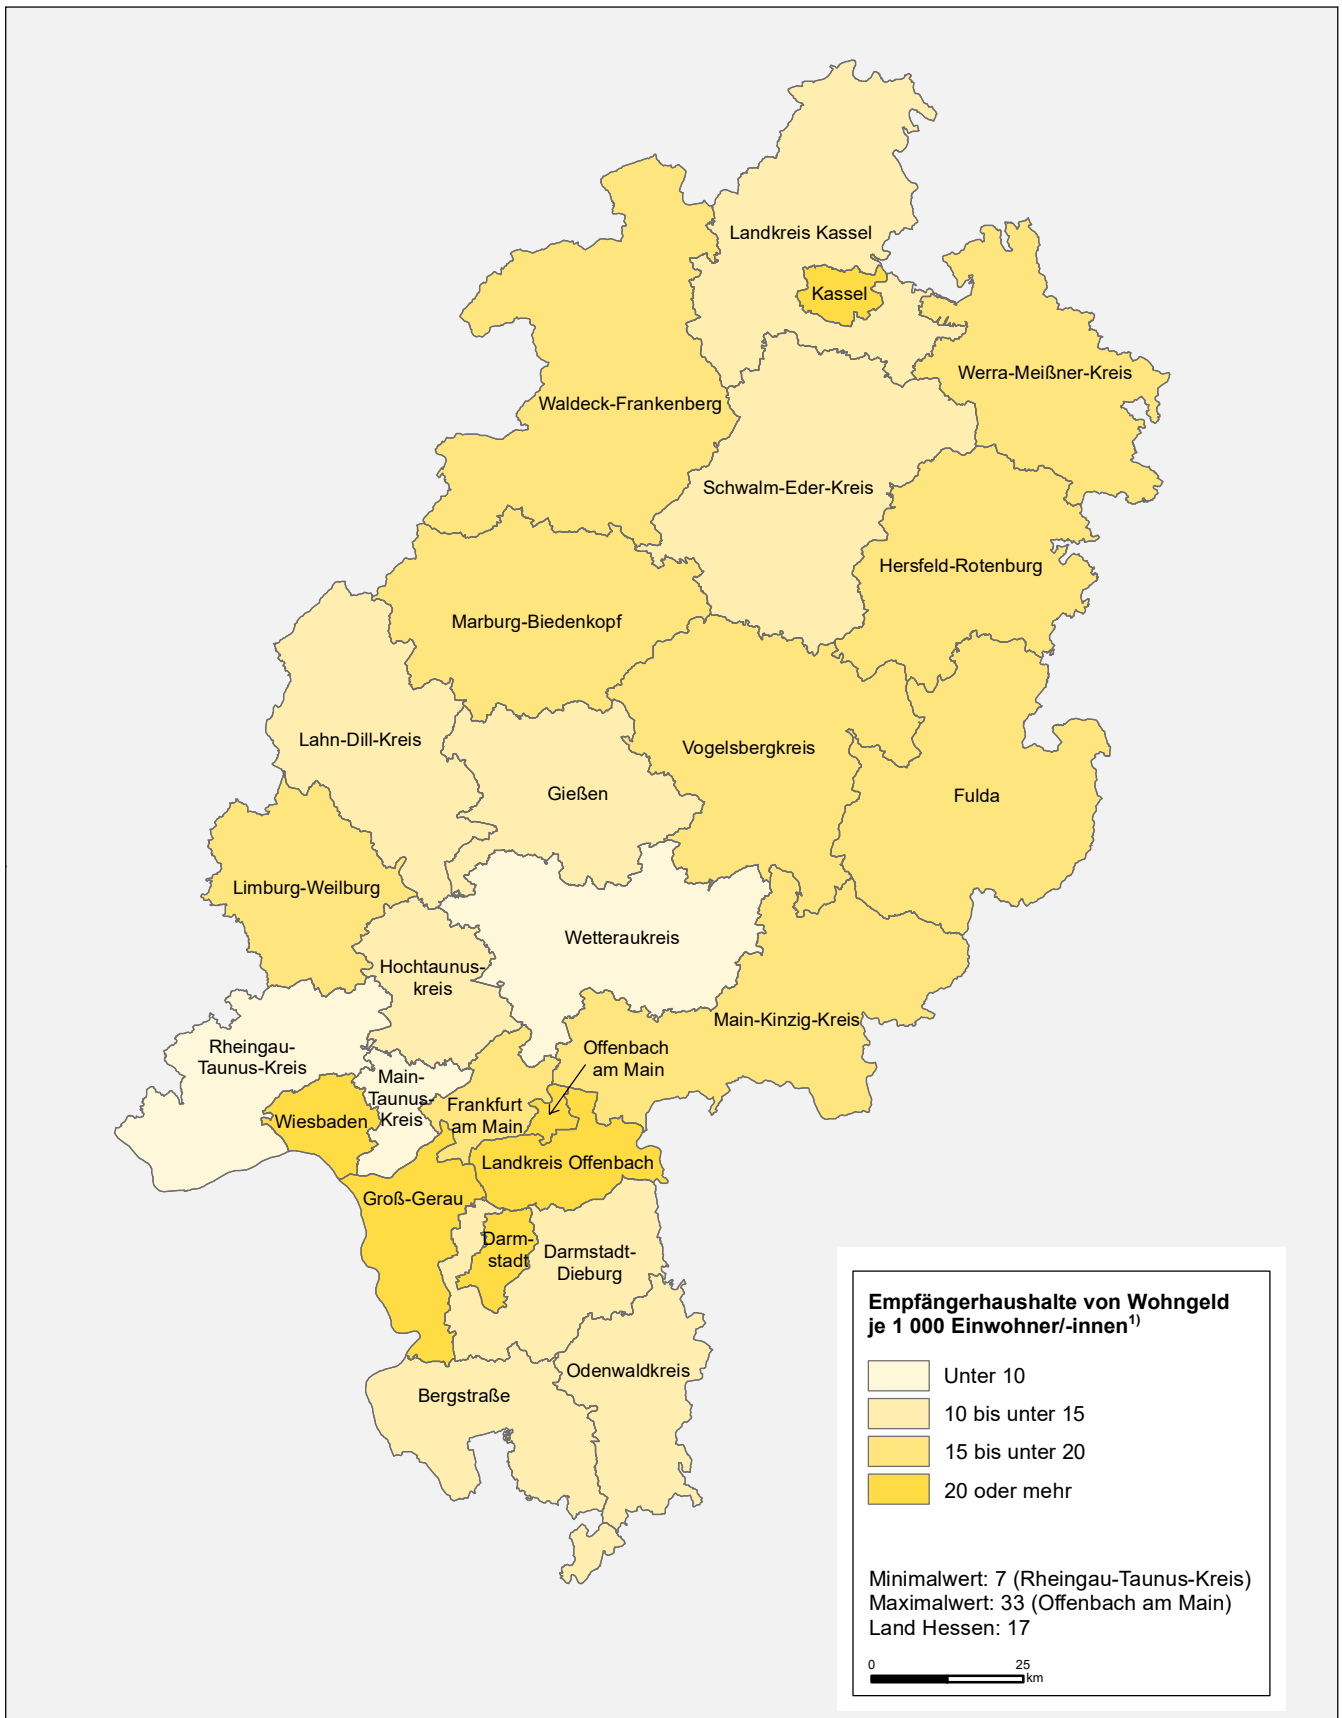 Landkreis Kassel
Kassel
Werra-Meißner-Kreis
Waldeck-Frankenberg
Schwalm-Eder-Kreis
Hersfeld-Rotenburg
Marburg-Biedenkopf
Lahn-Dill-Kreis
Vogelsbergkreis
Gießen
Fulda
Limburg-Weilburg
Wetteraukreis
Hochtaunus-
kreis
Main-Kinzig-Kreis
Rheingau-
Taunus-Kreis
Offenbach
am Main
Main-
Taunus-
Kreis
Frankfurt
am Main
Wiesbaden
Landkreis Offenbach
Groß-Gerau
Darm-
stadt
Darmstadt-
Dieburg
Odenwaldkreis
Bergstraße
Empfängerhaushalte von Wohngeld
je 1 000 Einwohner/-innen1)
Unter 10
10 bis unter 15
15 bis unter 20
20 oder mehr
Minimalwert: 7 (Rheingau-Taunus-Kreis)
Maximalwert: 33 (Offenbach am Main)
Land Hessen: 17
0 25
km